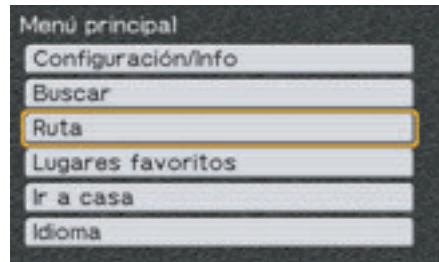 Menú principal
Configuración/Info
Buscar
Ruta
Lugares favoritos
Ir a casa
Idioma